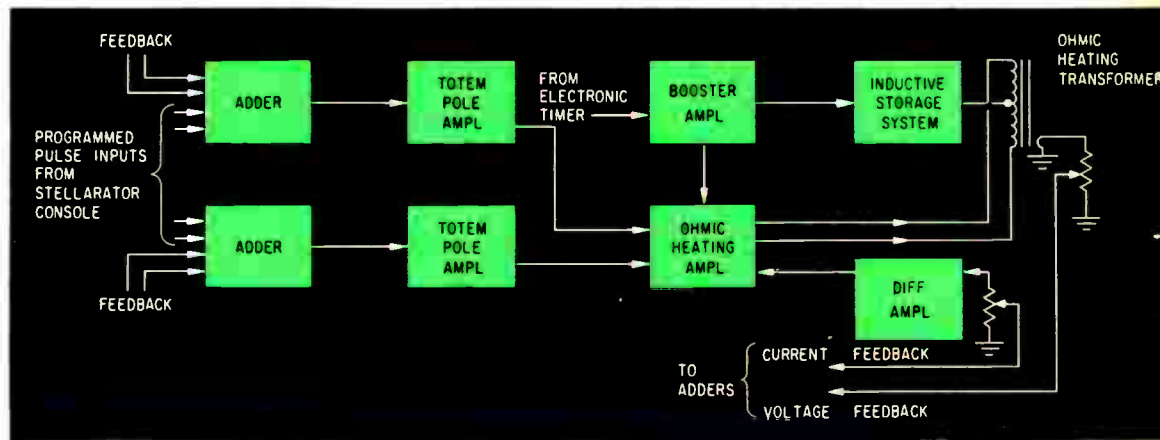 FEEDBACK
ADDER
TOTEM
POLE
AMPL
FROM
ELECTRONIC
TIMER
BOOSTER
AMPL
INDUCTIVE
STORAGE
SYSTEM
OHMIC
HEATING
TRANSFORMER
PROGRAMMED
PULSE INPUTS
FROM
STELLARATOR
CONSOLE
ADDER
TOTEM
POLE
AMPL
OHMIC
HEATING
AMPL
DIFF
AMPL
FEEDBACK
TO
ADDERS
CURRENT FEEDBACK
VOLTAGE FEEDBACK